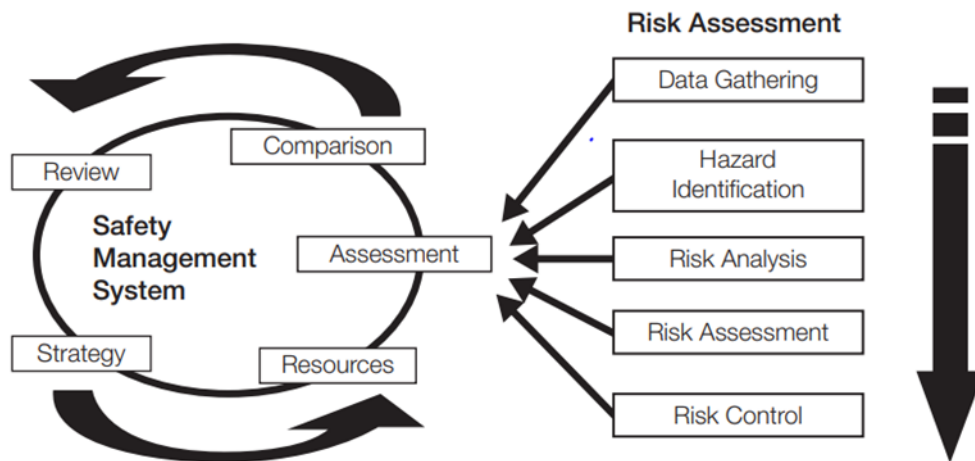 Risk Assessment
Data Gathering
Comparison
Review
Hazard
Identification
Safety
Management
System
Assessment
Risk Analysis
Risk Assessment
Strategy
Resources
Risk Control